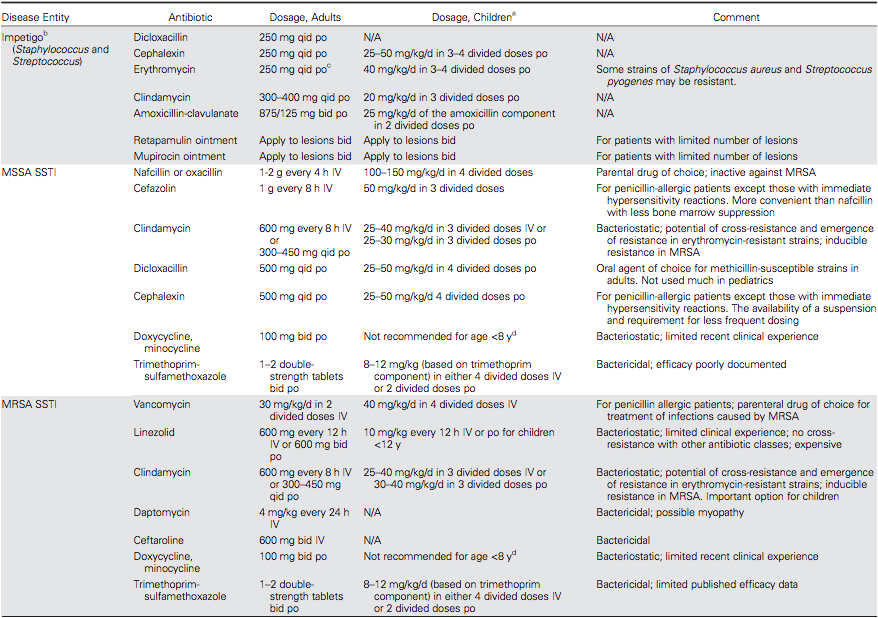 Disease Entity Antibiotic Dosage, Adults Dosage, Children^a Comment
Impetigo^b Dicloxacillin 250 mg qid po N/A N/A
(Staphylococcus and Cephalexin 250 mg qid po 25–50 mg/kg/d in 3–4 divided doses po N/A
Streptococcus) Erythromycin 250 mg qid po^c 40 mg/kg/d in 3–4 divided doses po Some strains of Staphylococcus aureus and Streptococcus
pyogenes may be resistant.
Clindamycin 300–400 mg qid po 20 mg/kg/d in 3 divided doses po N/A
Amoxicillin-clavulanate 875/125 mg bid po 25 mg/kg/d of the amoxicillin component N/A
in 2 divided doses po
Retapamulin ointment Apply to lesions bid Apply to lesions bid For patients with limited number of lesions
Mupirocin ointment Apply to lesions bid Apply to lesions bid For patients with limited number of lesions
MSSA SSTI Nafcillin or oxacillin 1-2 g every 4 h IV 100–150 mg/kg/d in 4 divided doses Parental drug of choice; inactive against MRSA
Cefazolin 1 g every 8 h IV 50 mg/kg/d in 3 divided doses For penicillin-allergic patients except those with immediate
hypersensitivity reactions. More convenient than nafcillin
with less bone marrow suppression
Clindamycin 600 mg every 8 h IV 25–40 mg/kg/d in 3 divided doses IV or Bacteriostatic; potential of cross-resistance and emergence
or 25–30 mg/kg/d in 3 divided doses po of resistance in erythromycin-resistant strains; inducible
300–450 mg qid po resistance in MRSA
Dicloxacillin 500 mg qid po 25–50 mg/kg/d in 4 divided doses po Oral agent of choice for methicillin-susceptible strains in
adults. Not used much in pediatrics
Cephalexin 500 mg qid po 25–50 mg/kg/d 4 divided doses po For penicillin-allergic patients except those with immediate
hypersensitivity reactions. The availability of a suspension
and requirement for less frequent dosing
Doxycycline, 100 mg bid po Not recommended for age <8 y^d Bacteriostatic; limited recent clinical experience
minocycline
Trimethoprim- 1–2 double- 8–12 mg/kg (based on trimethoprim Bactericidal; efficacy poorly documented
sulfamethoxazole strength tablets component) in either 4 divided doses IV
bid po or 2 divided doses po
MRSA SSTI Vancomycin 30 mg/kg/d in 2 40 mg/kg/d in 4 divided doses IV For penicillin allergic patients; parenteral drug of choice for
divided doses IV treatment of infections caused by MRSA
Linezolid 600 mg every 12 h 10 mg/kg every 12 h IV or po for children Bacteriostatic; limited clinical experience; no cross-
IV or 600 mg bid <12 y resistance with other antibiotic classes; expensive
po
Clindamycin 600 mg every 8 h 25–40 mg/kg/d in 3 divided doses IV or Bacteriostatic; potential of cross-resistance and emergence
IV or 300–450 mg 30–40 mg/kg/d in 3 divided doses po of resistance in erythromycin-resistant strains; inducible
qid po resistance in MRSA. Important option for children
Daptomycin 4 mg/kg every 24 h N/A Bactericidal; possible myopathy
IV
Ceftaroline 600 mg bid IV N/A Bactericidal
Doxycycline, 100 mg bid po Not recommended for age <8 y^d Bacteriostatic; limited recent clinical experience
minocycline
Trimethoprim- 1–2 double- 8–12 mg/kg/d (based on trimethoprim Bactericidal; limited published efficacy data
sulfamethoxazole strength tablets component) in either 4 divided doses IV
bid po or 2 divided doses po